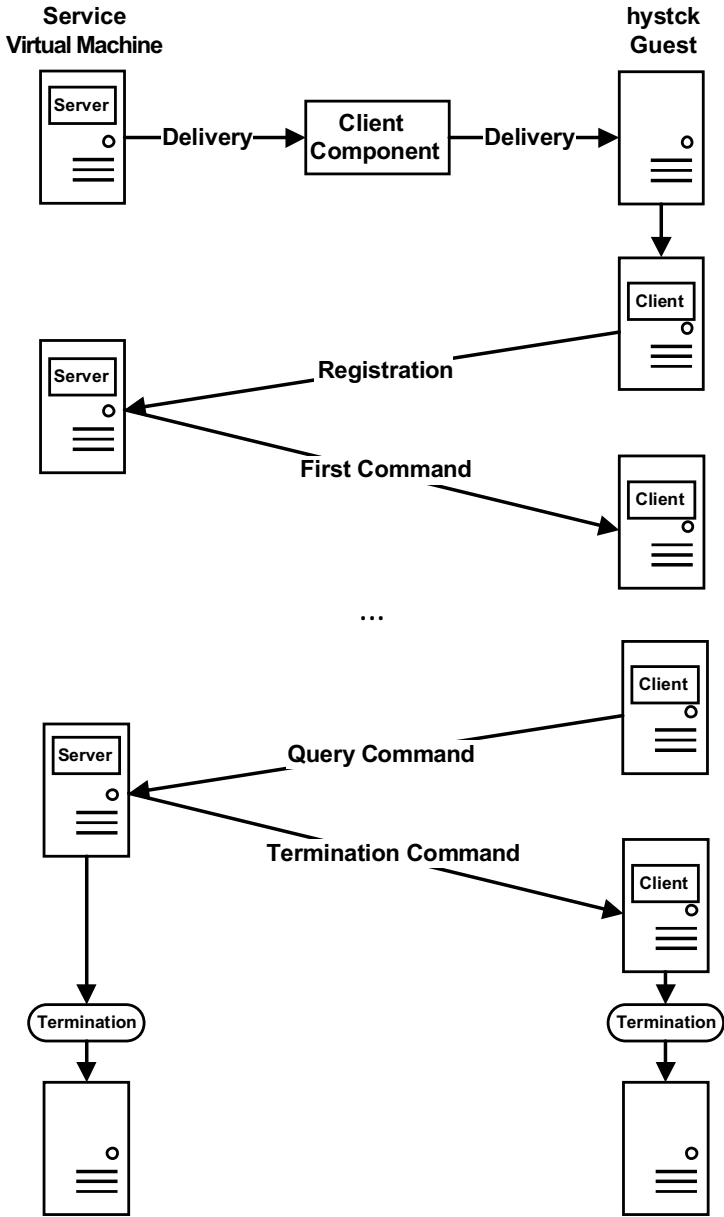 Service
Virtual Machine
hystck
Guest
Server
Delivery
Client
Component
Delivery
Client
Registration
Server
First Command
Client
...
Client
Query Command
Server
Termination Command
Client
Termination
Termination